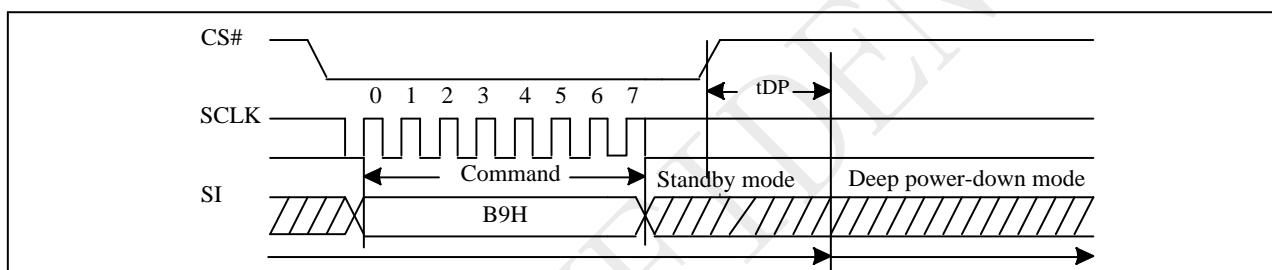 CS#
tDP
0 1 2 3 4 5 6 7
SCLK
Command
Standby mode
Deep power-down mode
SI
B9H